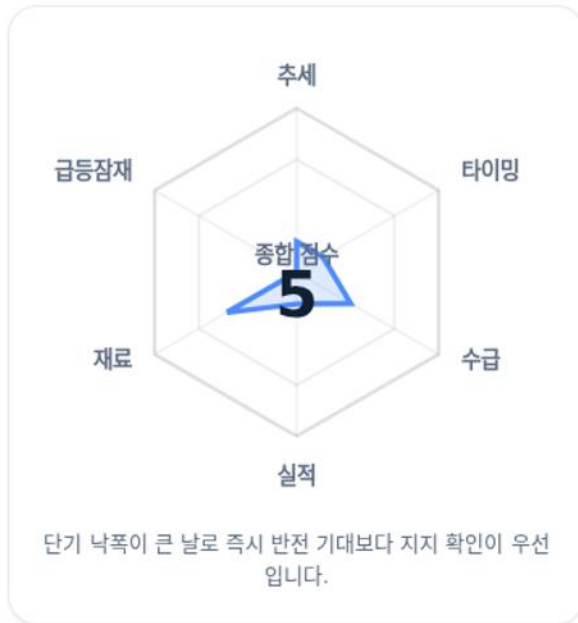 추세
급등잠재
타이밍
종합 점수
5
재료
수급
실적
단기 낙폭이 큰 날로 즉시 반전 기대보다 지지 확인이 우선
입니다.